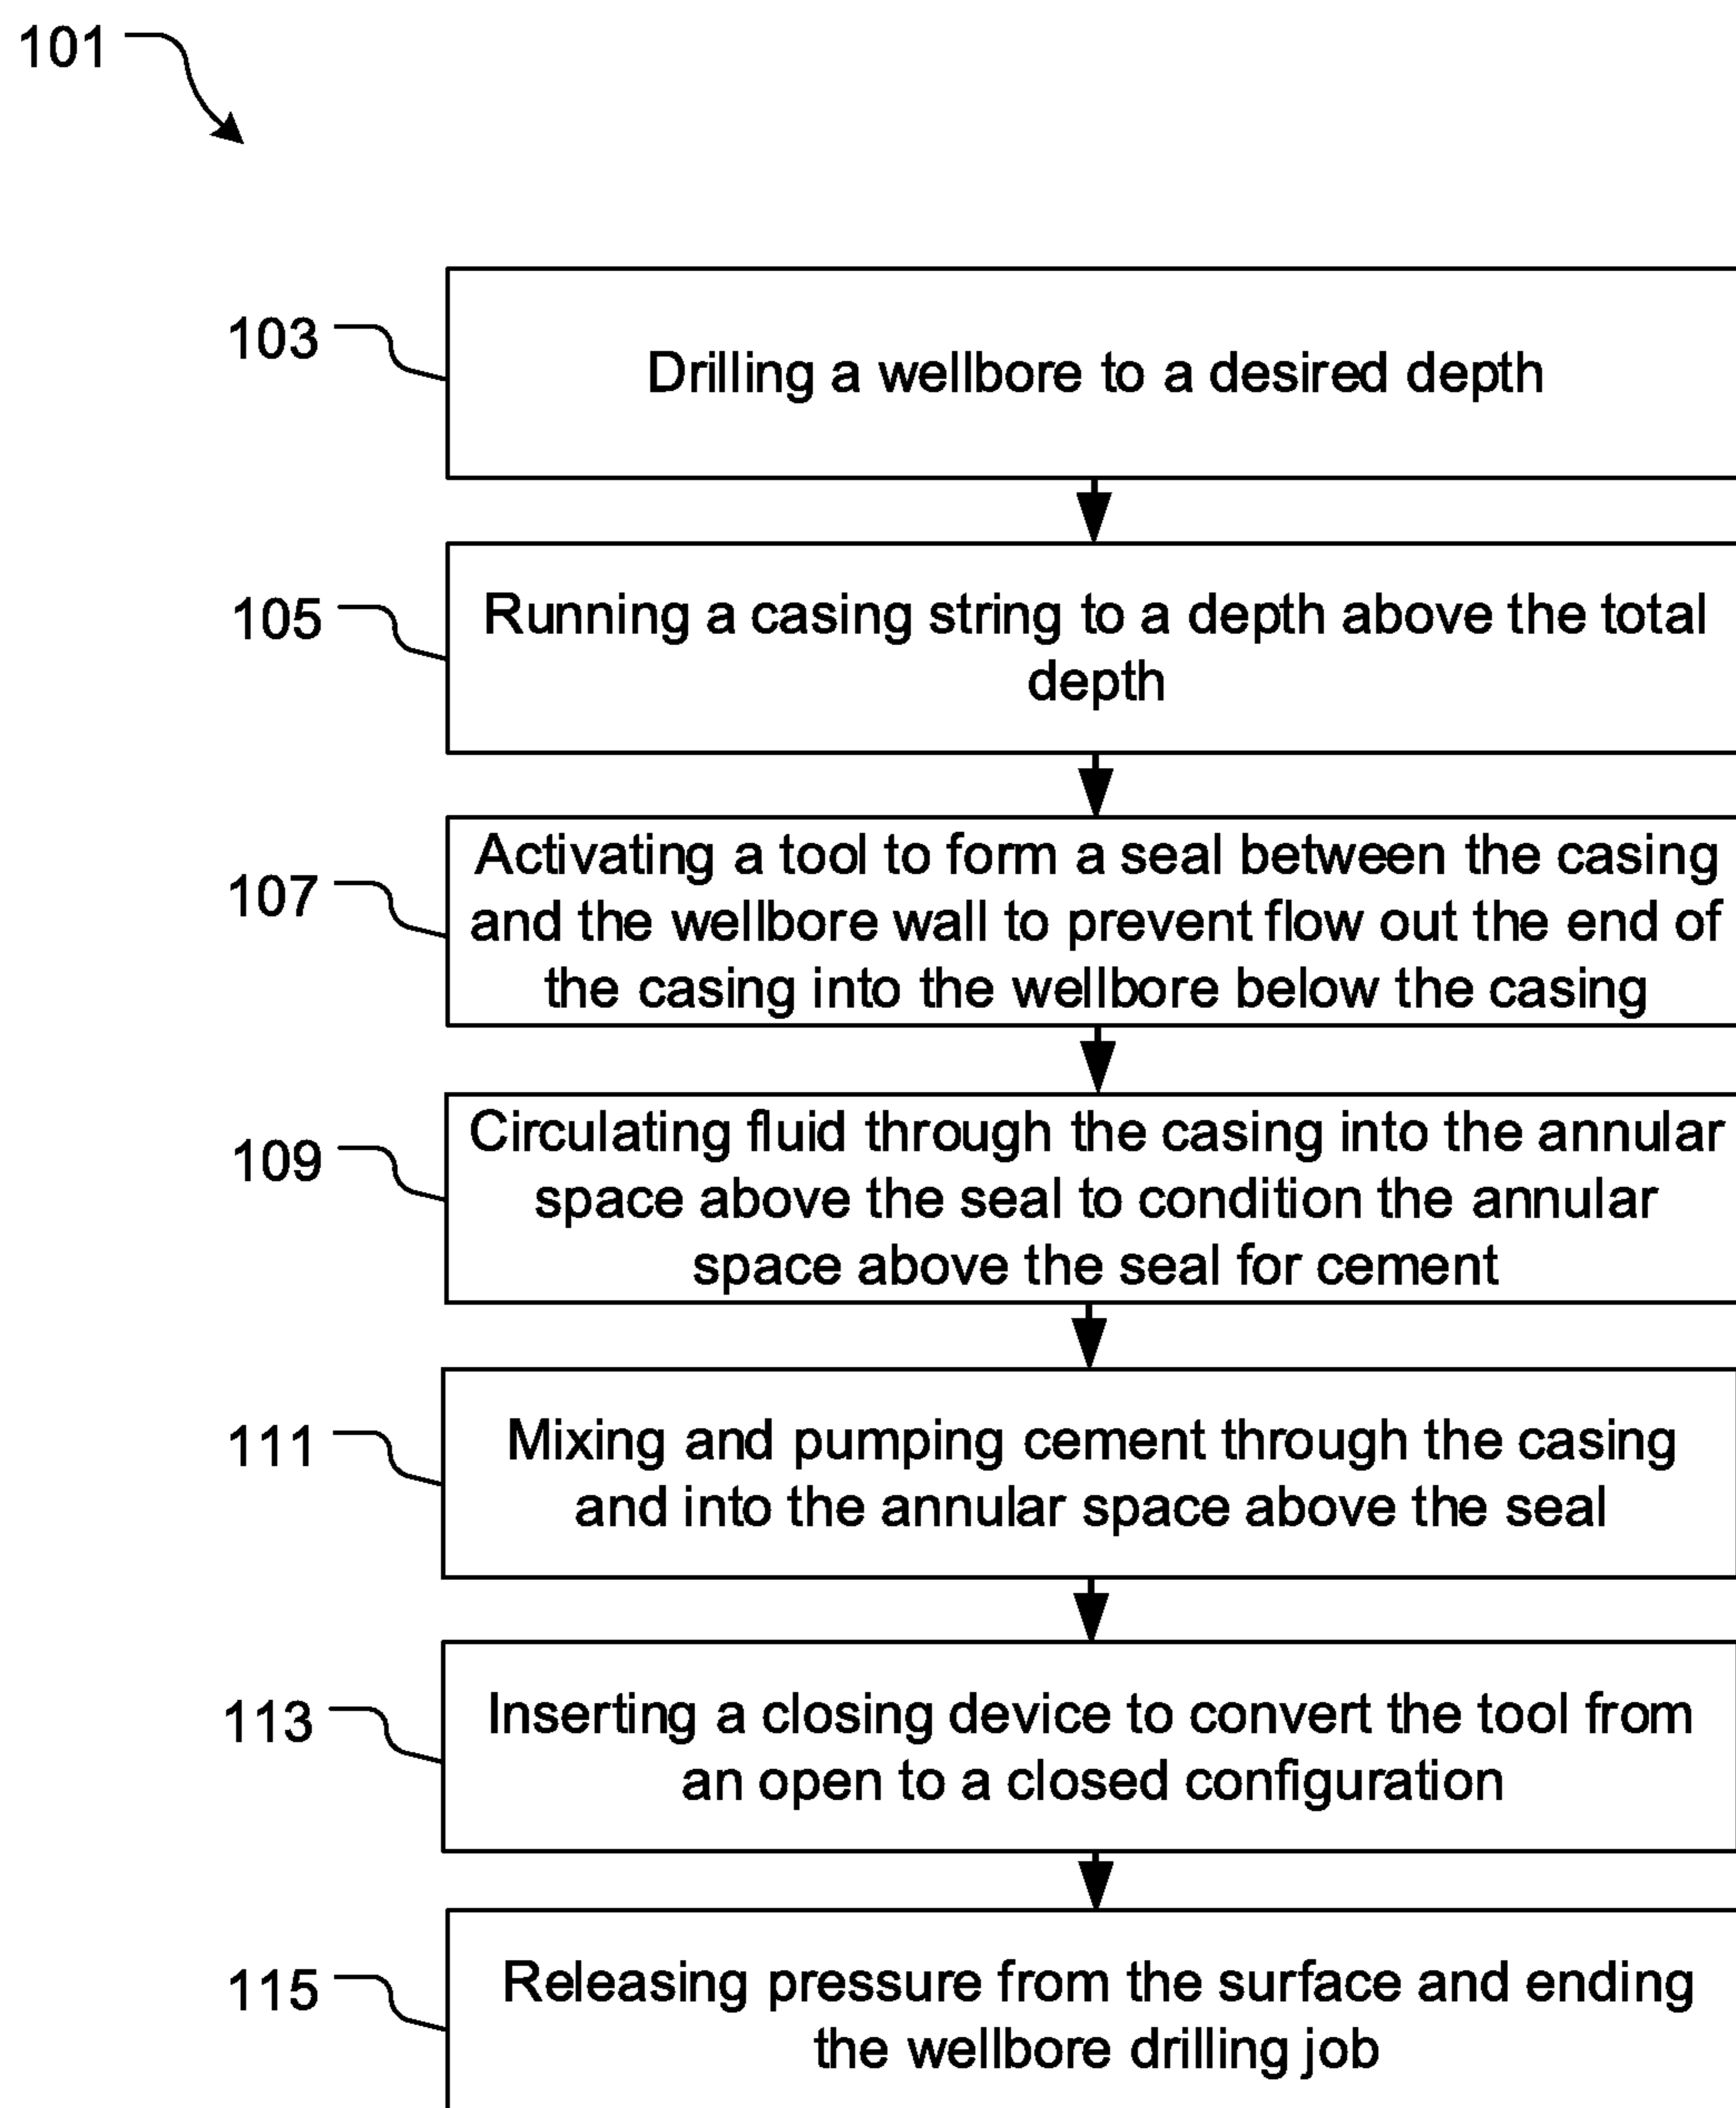 101
103
Drilling a wellbore to a desired depth
105
Running a casing string to a depth above the total
depth
107
Activating a tool to form a seal between the casing
and the wellbore wall to prevent flow out the end of
the casing into the wellbore below the casing
109
Circulating fluid through the casing into the annular
space above the seal to condition the annular
space above the seal for cement
111
Mixing and pumping cement through the casing
and into the annular space above the seal
113
Inserting a closing device to convert the tool from
an open to a closed configuration
115
Releasing pressure from the surface and ending
the wellbore drilling job